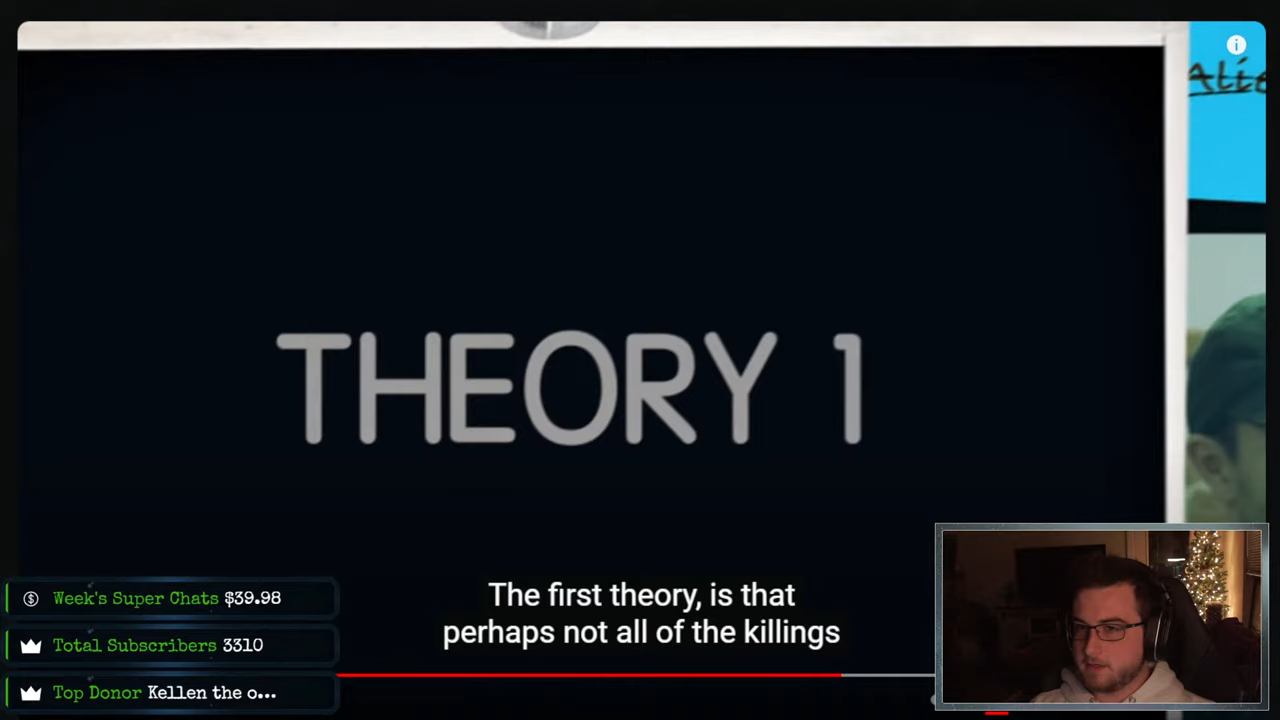 THEORY 1
The first theory, is that
perhaps not all of the killings
Week's Super Chats $39.98
Total Subscribers 3310
Top Donor Kellen the o...